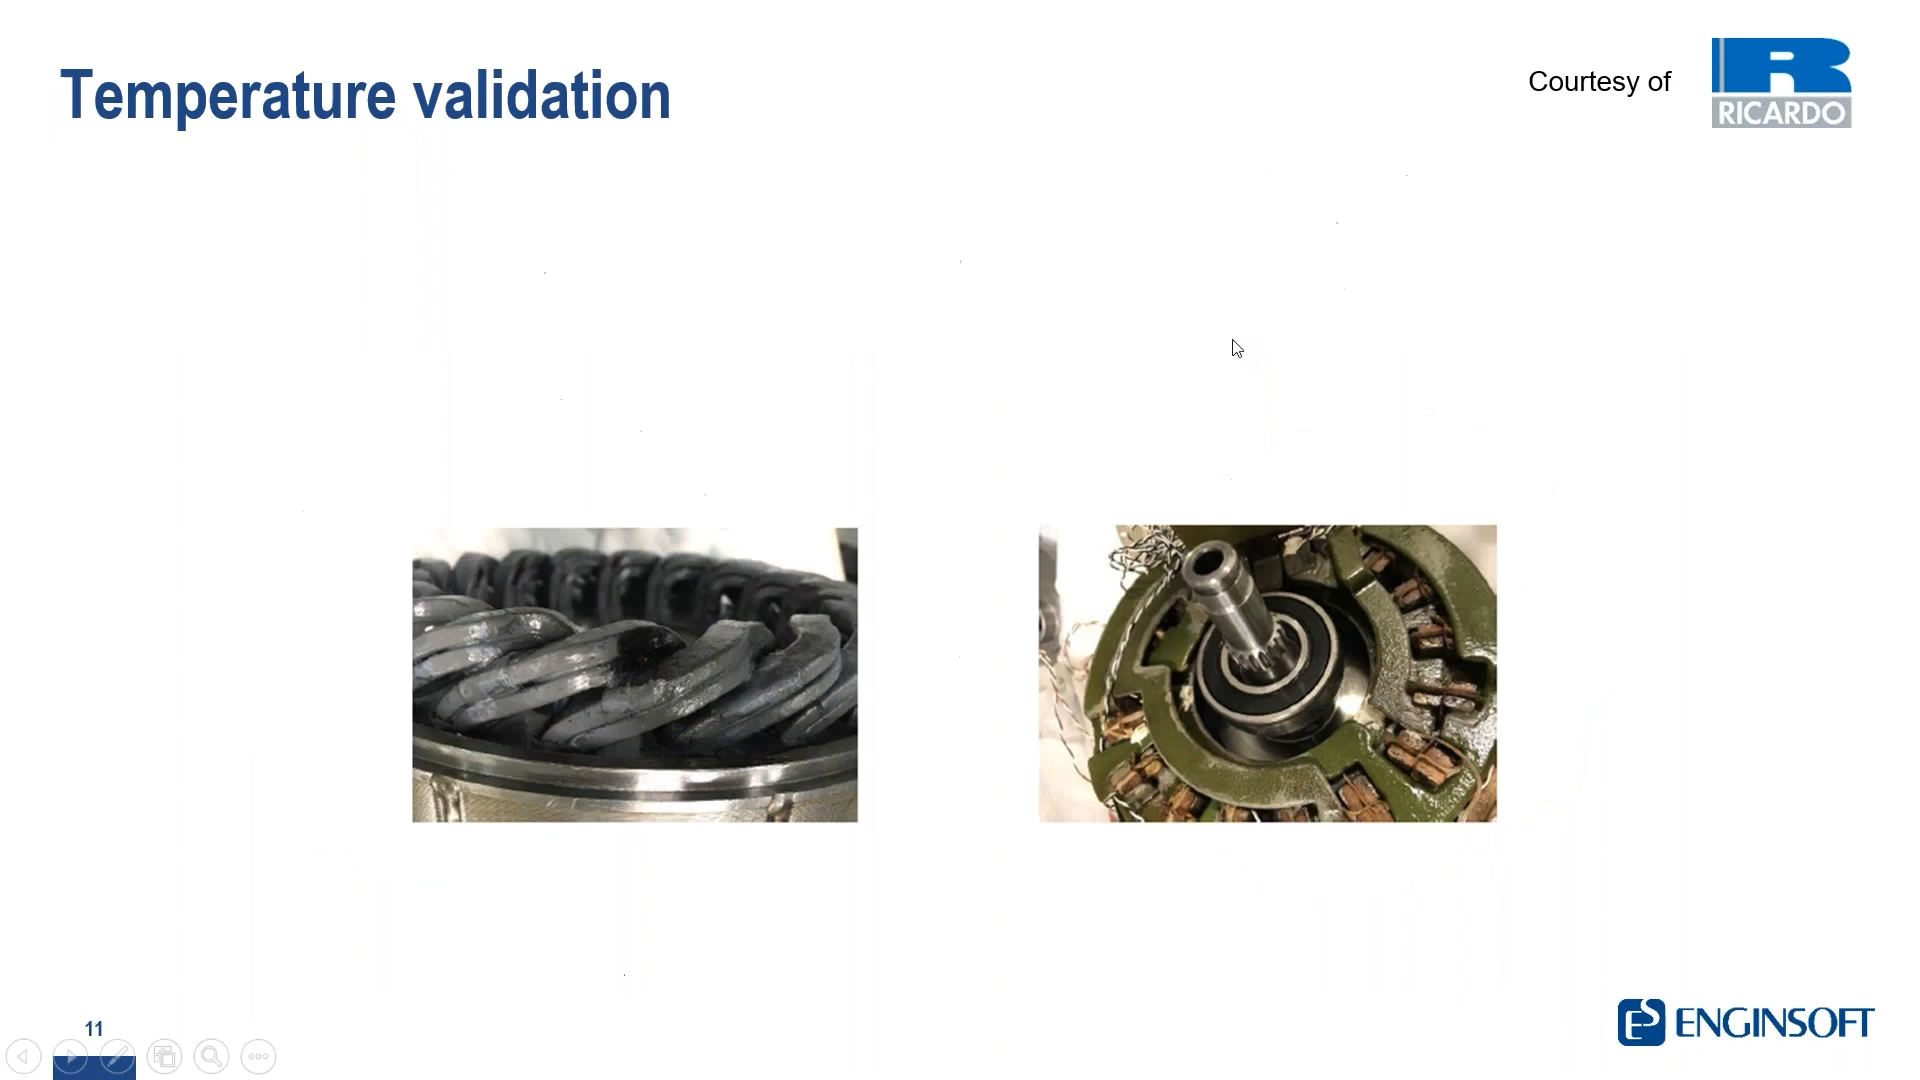 Temperature validation
Courtesy of
RICARDO
11
ENGINSOFT